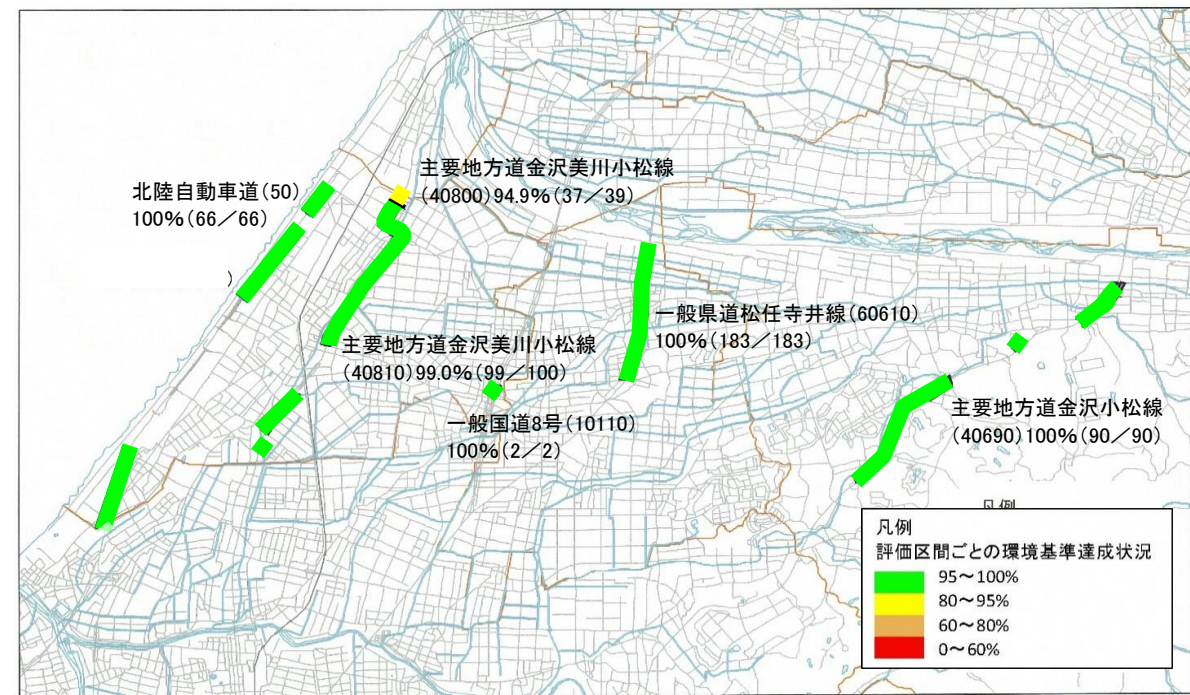 主要地方道金沢美川小松線
(40800)94.9%(37/39)
北陸自動車道(50)
100%(66/66)
)
一般県道松任寺井線(60610)
100%(183/183)
主要地方道金沢美川小松線
(40810)99.0%(99/100)
一般国道8号(10110)
100%(2/2)
主要地方道金沢小松線
(40690)100%(90/90)
凡例
評価区間ごとの環境基準達成状況
95~100%
80~95%
60~80%
0~60%